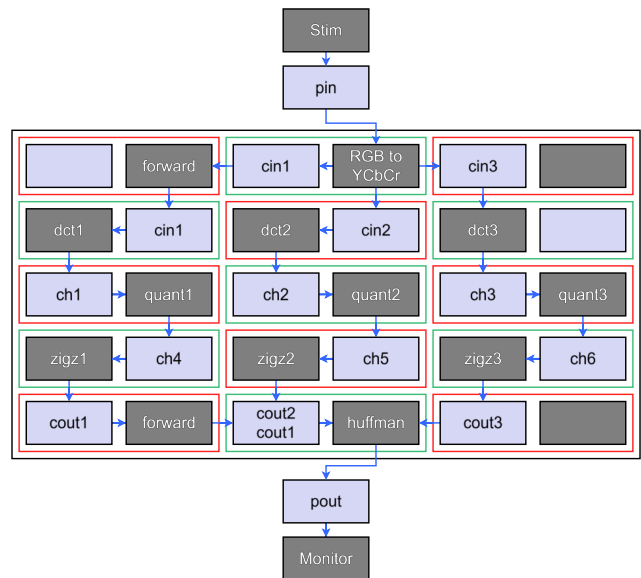 Stim
pin
forward
cin1
RGB to
YCbCr
cin3
dct1
cin1
dct2
cin2
dct3
ch1
quant1
ch2
quant2
ch3
quant3
zigz1
ch4
zigz2
ch5
zigz3
ch6
cout1
forward
cout2
cout1
huffman
cout3
pout
Monitor